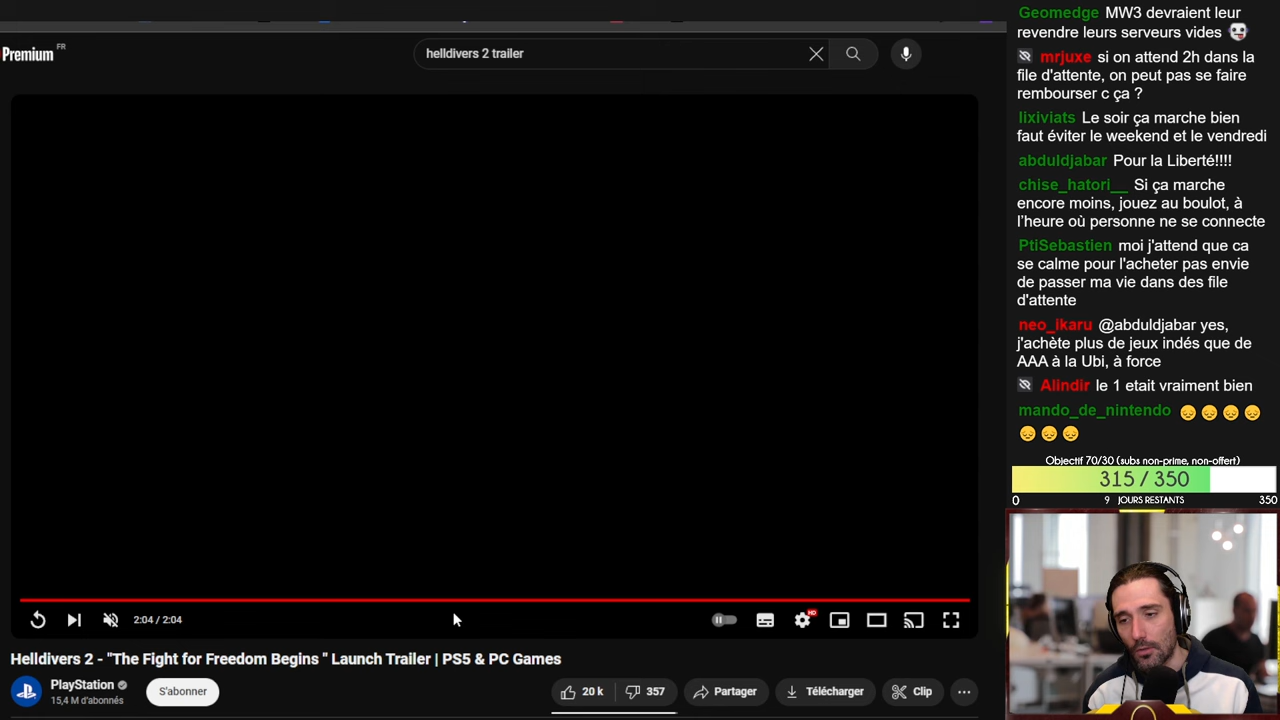 Premium FR
helldivers 2 trailer
2:04 / 2:04
HD
Helldivers 2 - "The Fight for Freedom Begins " Launch Trailer | PS5 & PC Games
PlayStation
15,4 M d'abonnés
S'abonner
20 k
357
Partager
Télécharger
Clip
Geomedge MW3 devraient leur
revendre leurs serveurs vides
mrjuxe si on attend 2h dans la
file d'attente, on peut pas se faire
rembourser c ça ?
lixiviats Le soir ça marche bien
faut éviter le weekend et le vendredi
abduldjabar Pour la Liberté!!!!
chise_hatori__ Si ça marche
encore moins, jouez au boulot, à
l'heure où personne ne se connecte
PtiSebastien moi j'attend que ca
se calme pour l'acheter pas envie
de passer ma vie dans des file
d'attente
neo_ikaru @abduldjabar yes,
j'achète plus de jeux indés que de
AAA à la Ubi, à force
Alindir le 1 etait vraiment bien
mando_de_nintendo 😔 😔 😔 😔
😔 😔 😔
Objectif 70/30 (subs non-prime, non-offert)
315 / 350
0 9 JOURS RESTANTS 350